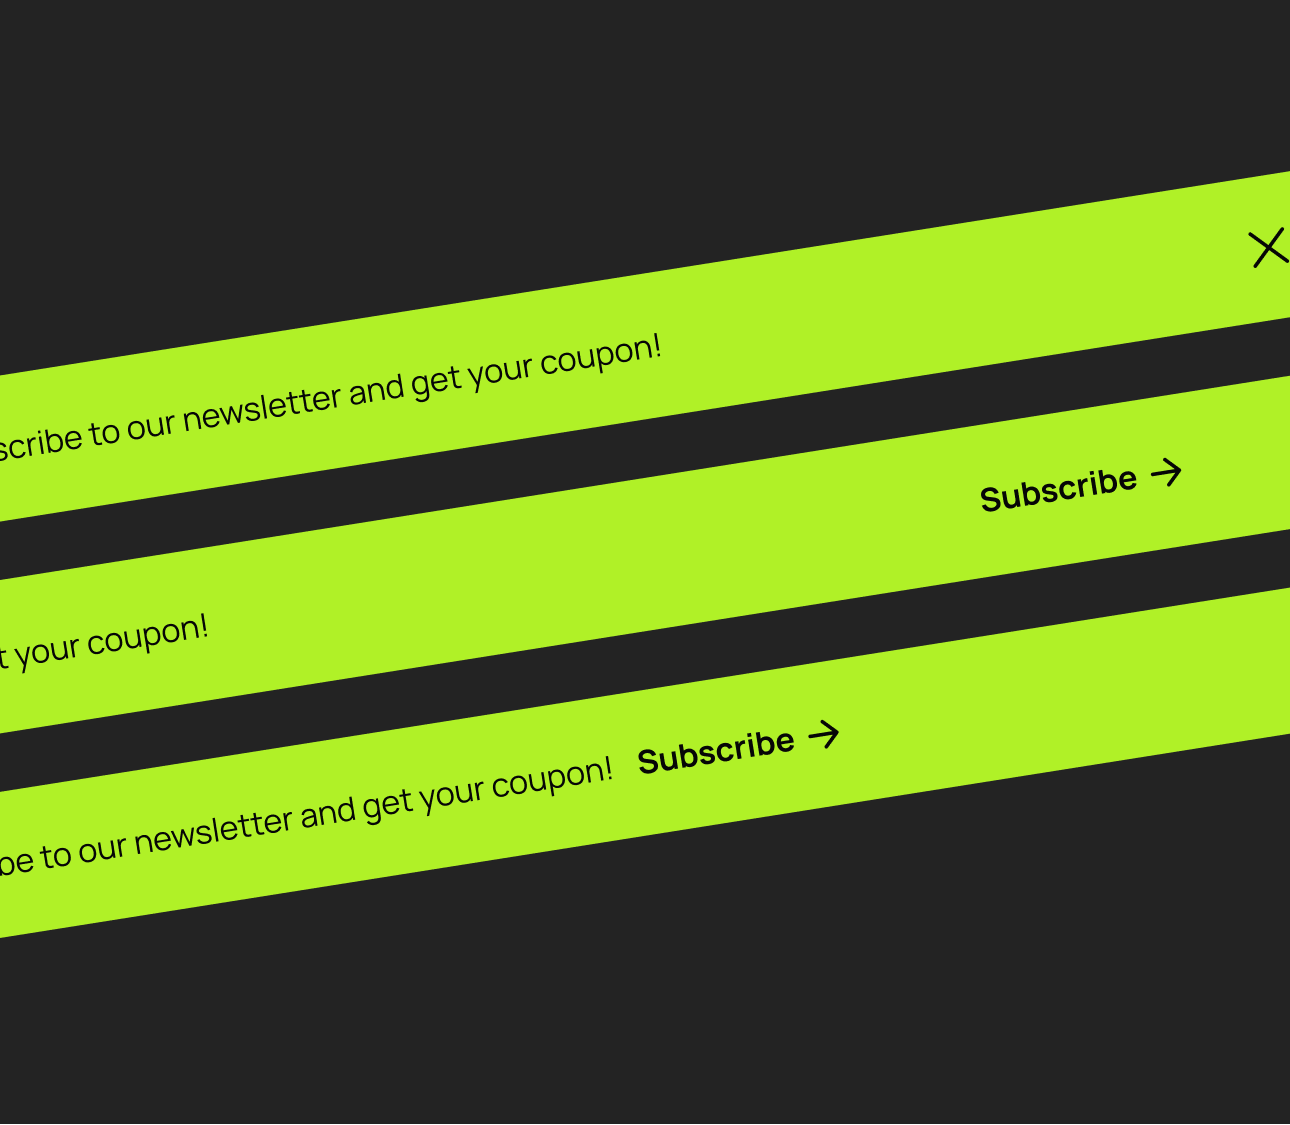 scribe to our newsletter and get your coupon!
t your coupon! Subscribe →
be to our newsletter and get your coupon! Subscribe →